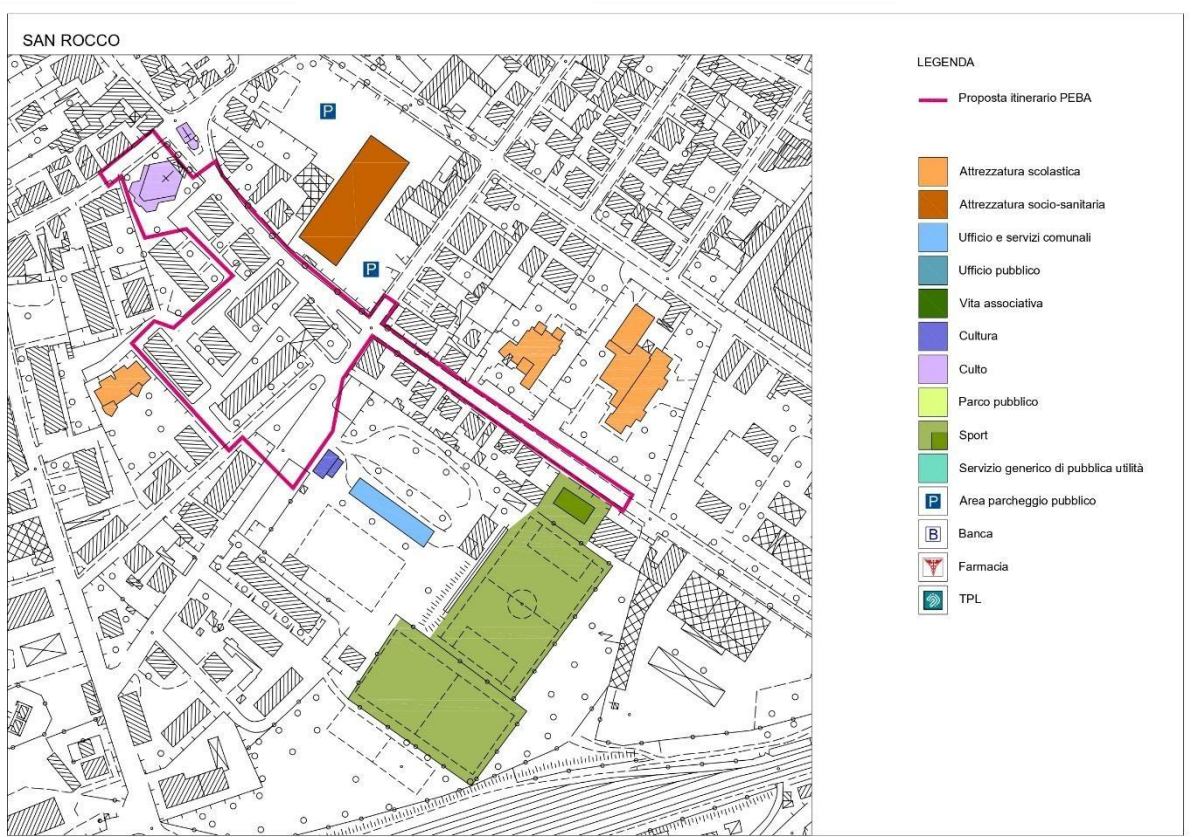 SAN ROCCO
P
P
LEGENDA
Proposta itinerario PEBA
Attrezzatura scolastica
Attrezzatura socio-sanitaria
Ufficio e servizi comunali
Ufficio pubblico
Vita associativa
Cultura
Culto
Parco pubblico
Sport
Servizio generico di pubblica utilità
P Area parcheggio pubblico
B Banca
Farmacia
TPL